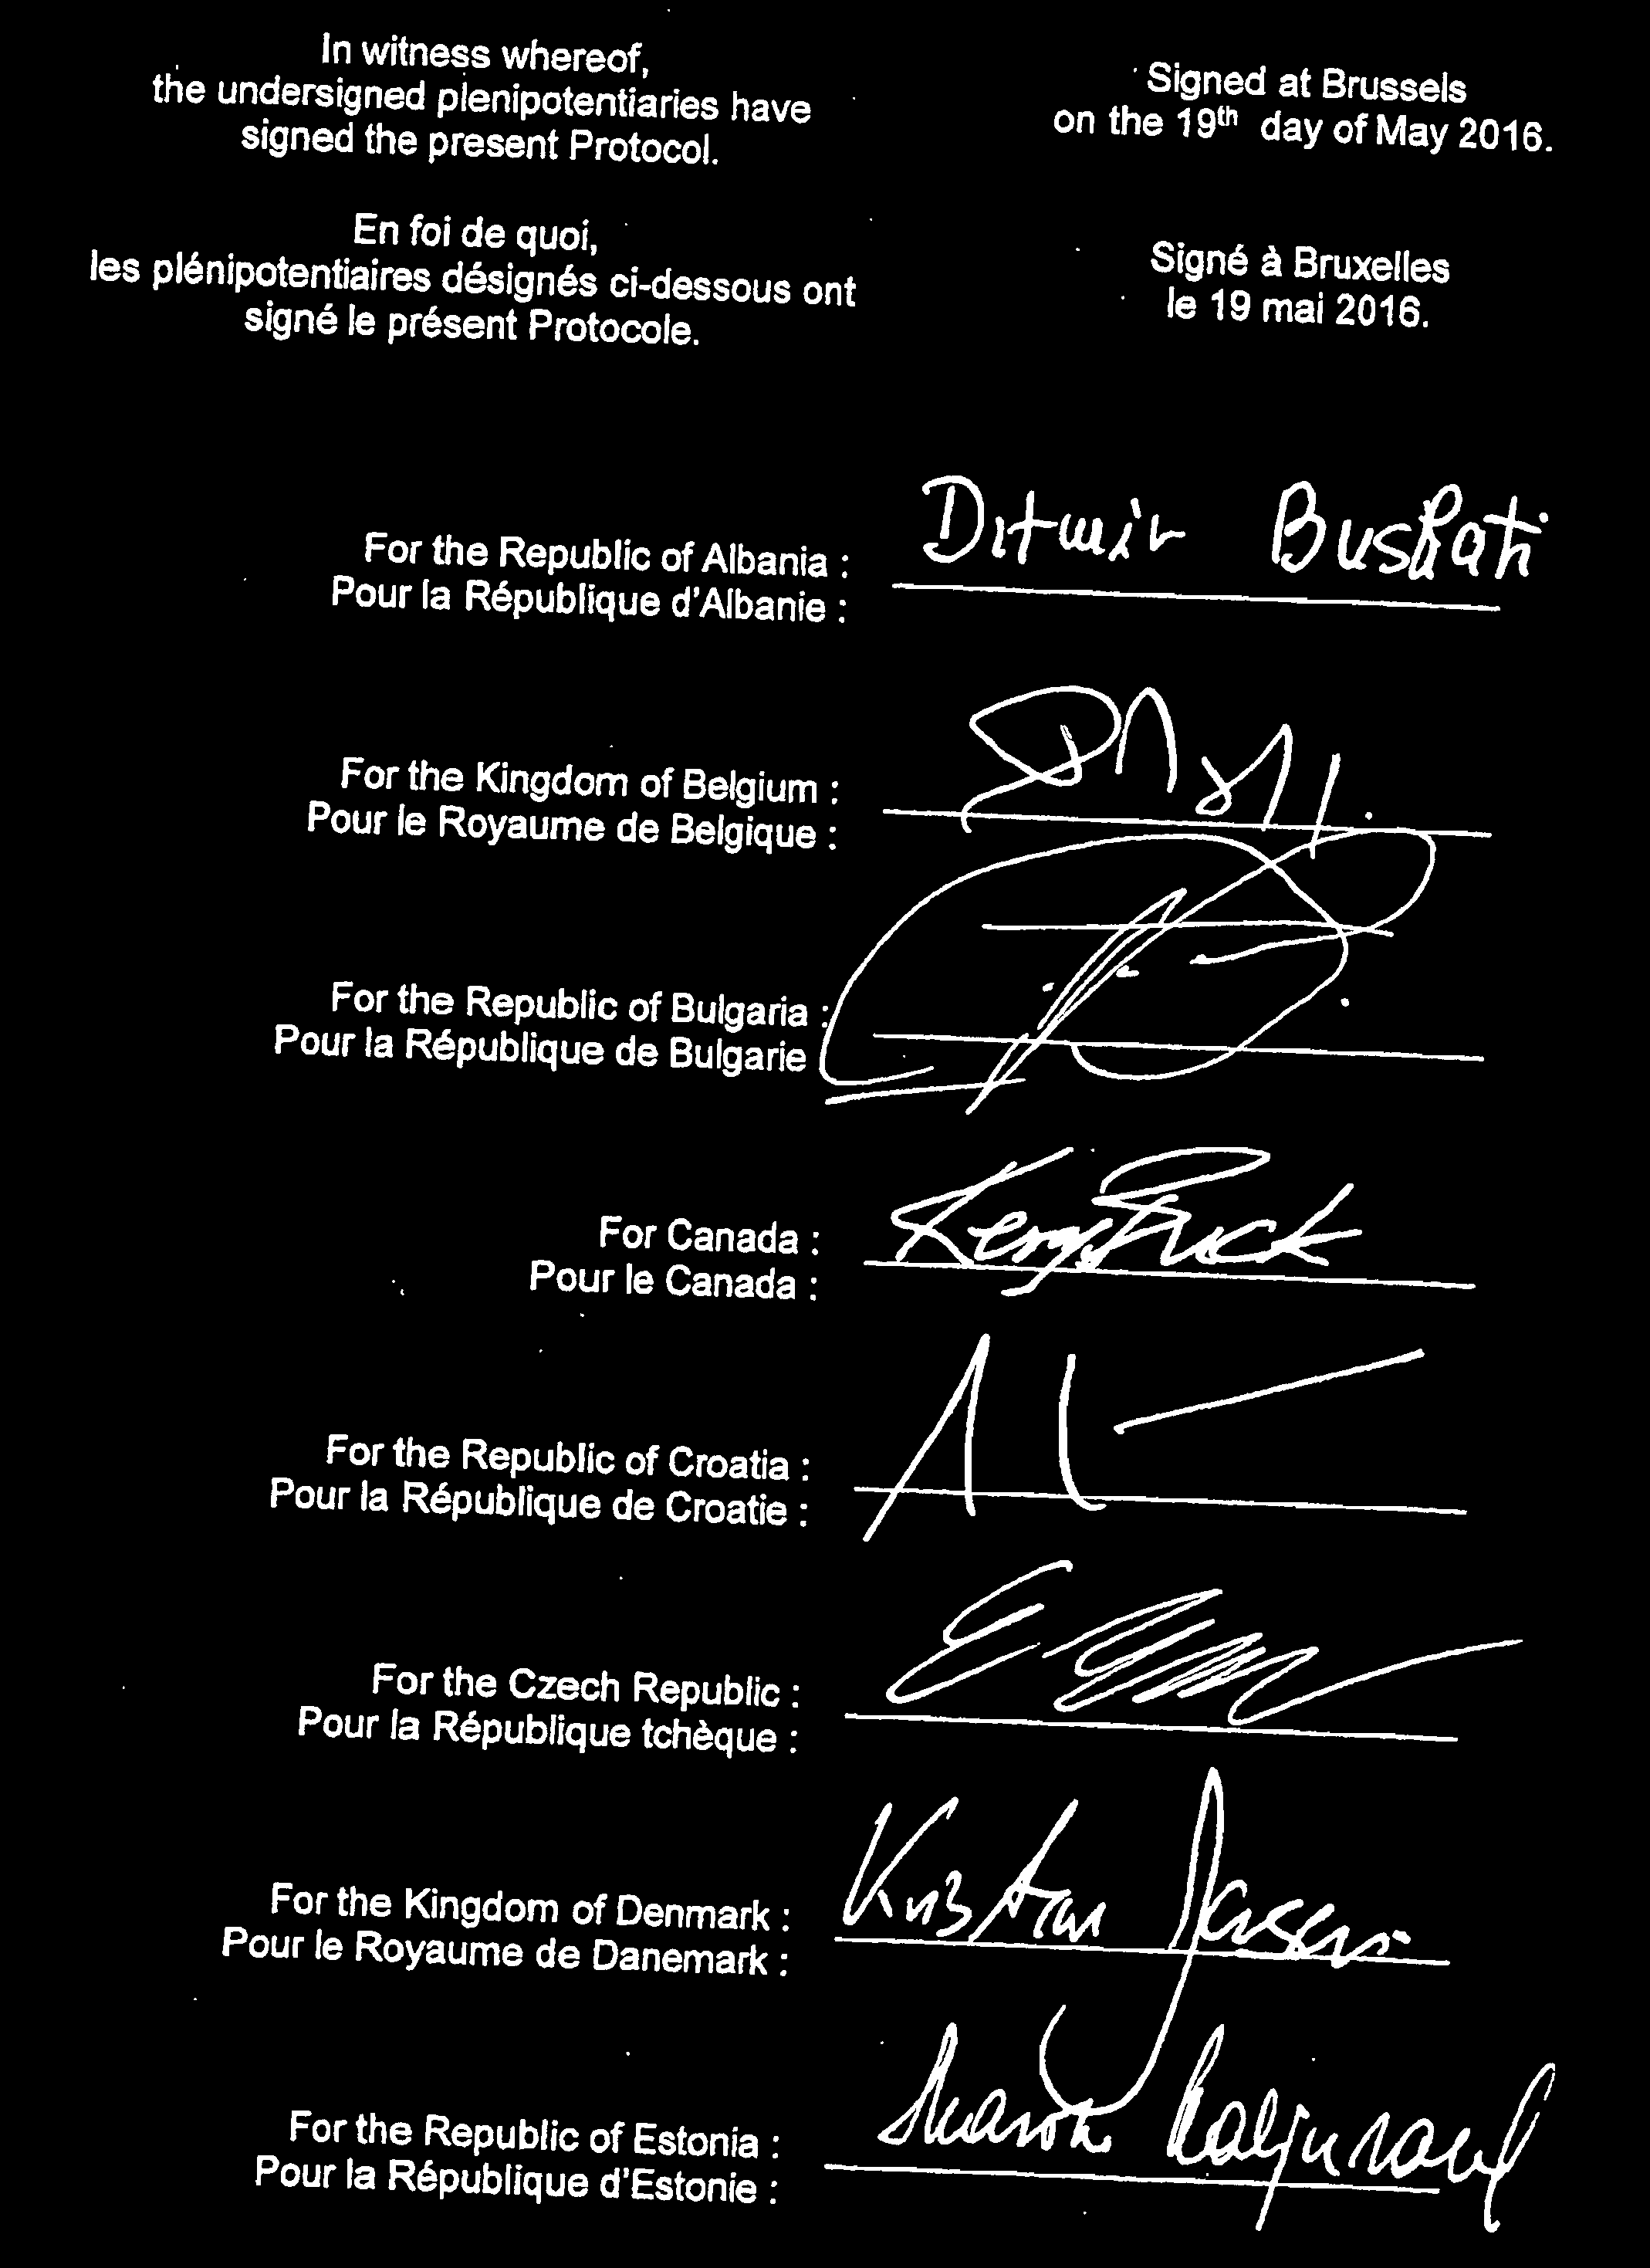 In witness whereof,
the undersigned plenipotentiaries have
signed the present Protocol.
Signed at Brussels
on the 19th day of May 2016.
En foi de quoi,
les plénipotentiaires désignés ci-dessous ont
signé le présent Protocole.
Signé à Bruxelles
le 19 mai 2016.
For the Republic of Albania :
Pour la République d'Albanie :
Ditmir Bushati
For the Kingdom of Belgium :
Pour le Royaume de Belgique :
For the Republic of Bulgaria :
Pour la République de Bulgarie
For Canada :
Pour le Canada :
For the Republic of Croatia :
Pour la République de Croatie :
For the Czech Republic :
Pour la République tchèque :
For the Kingdom of Denmark :
Pour le Royaume de Danemark :
Kristian Jensen
For the Republic of Estonia :
Pour la République d'Estonie :
Kaljurand